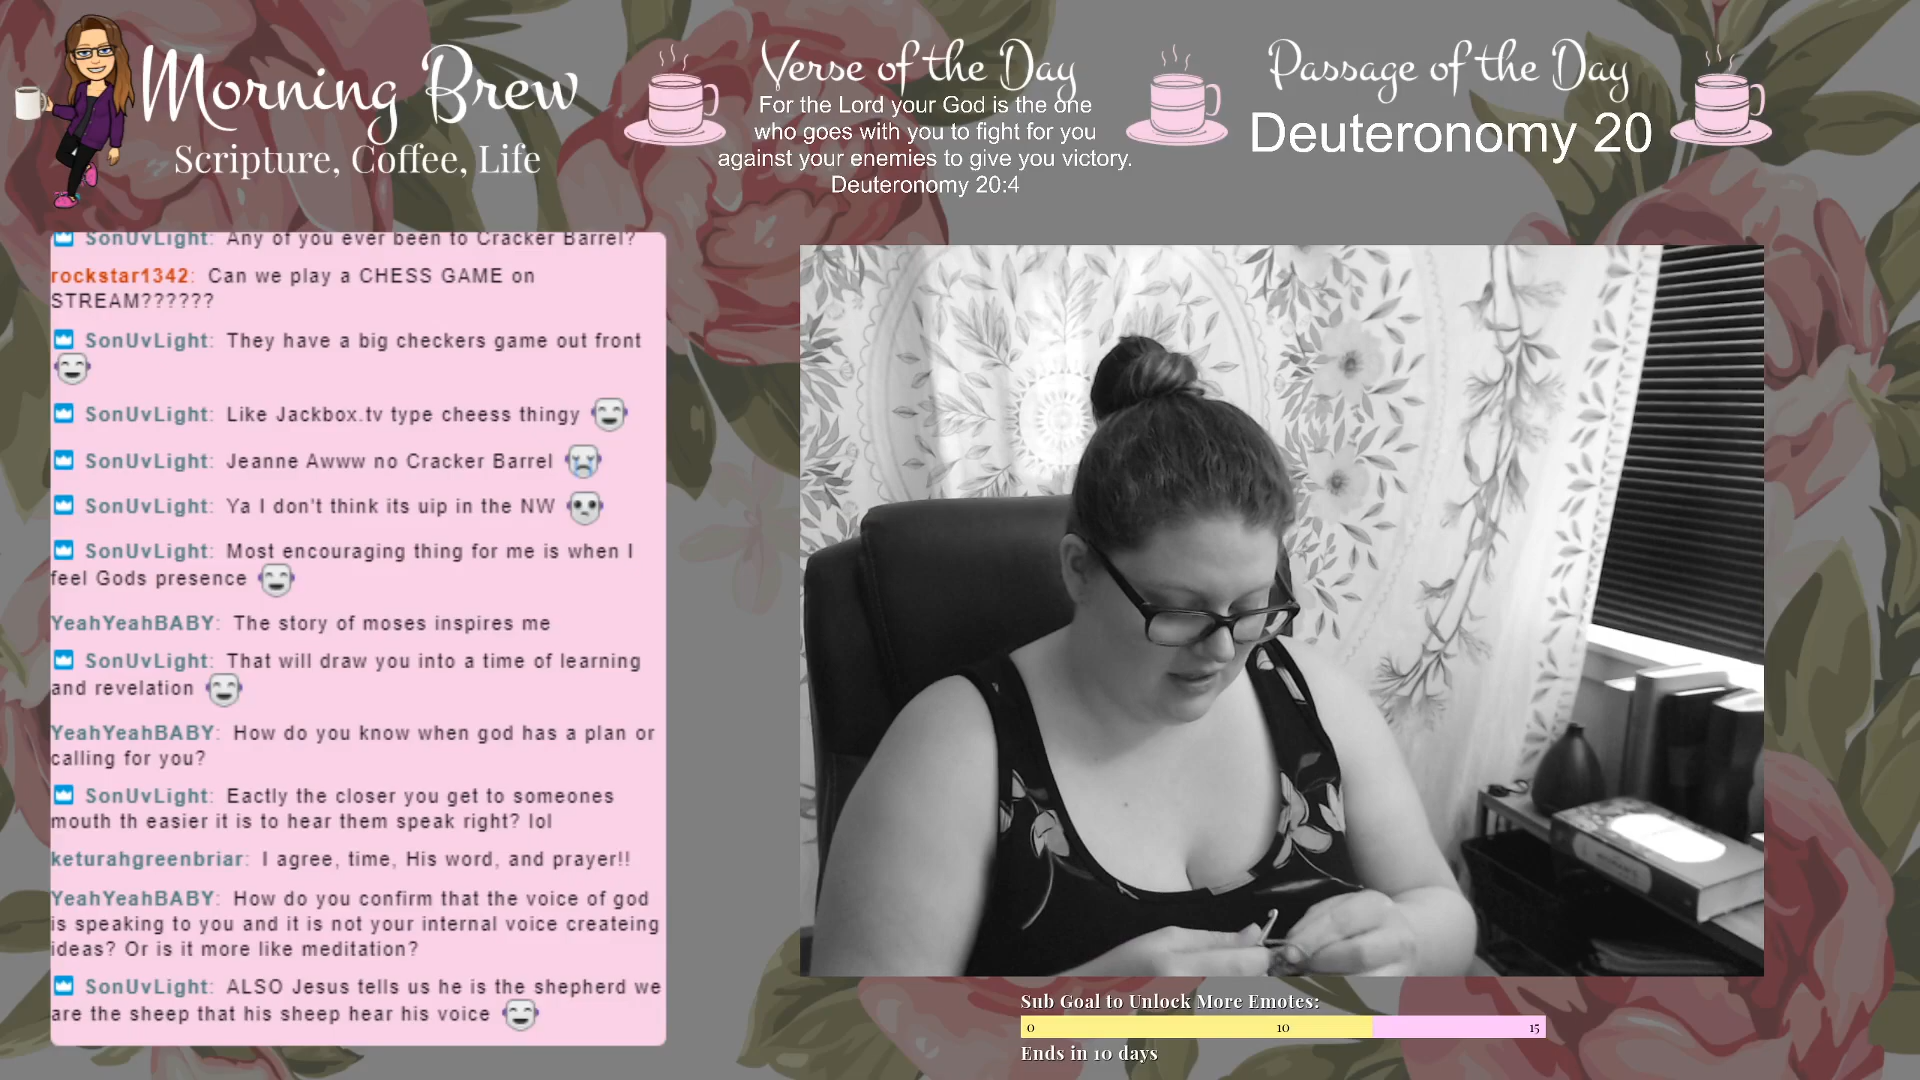 Morning Brew
Scripture, Coffee, Life
Verse of the Day
For the Lord your God is the one
who goes with you to fight for you
against your enemies to give you victory.
Deuteronomy 20:4
Passage of the Day
Deuteronomy 20
SonUvLight: Any of you ever been to Cracker Barrel?
rockstar1342: Can we play a CHESS GAME on
STREAM??????
SonUvLight: They have a big checkers game out front
SonUvLight: Like Jackbox.tv type cheess thingy
SonUvLight: Jeanne Awww no Cracker Barrel
SonUvLight: Ya I don't think its uip in the NW
SonUvLight: Most encouraging thing for me is when I
feel Gods presence
YeahYeahBABY: The story of moses inspires me
SonUvLight: That will draw you into a time of learning
and revelation
YeahYeahBABY: How do you know when god has a plan or
calling for you?
SonUvLight: Eactly the closer you get to someones
mouth th easier it is to hear them speak right? lol
keturahgreenbriar: I agree, time, His word, and prayer!!
YeahYeahBABY: How do you confirm that the voice of god
is speaking to you and it is not your internal voice createing
ideas? Or is it more like meditation?
SonUvLight: ALSO Jesus tells us he is the shepherd we
are the sheep that his sheep hear his voice
Sub Goal to Unlock More Emotes:
0 10 15
Ends in 10 days